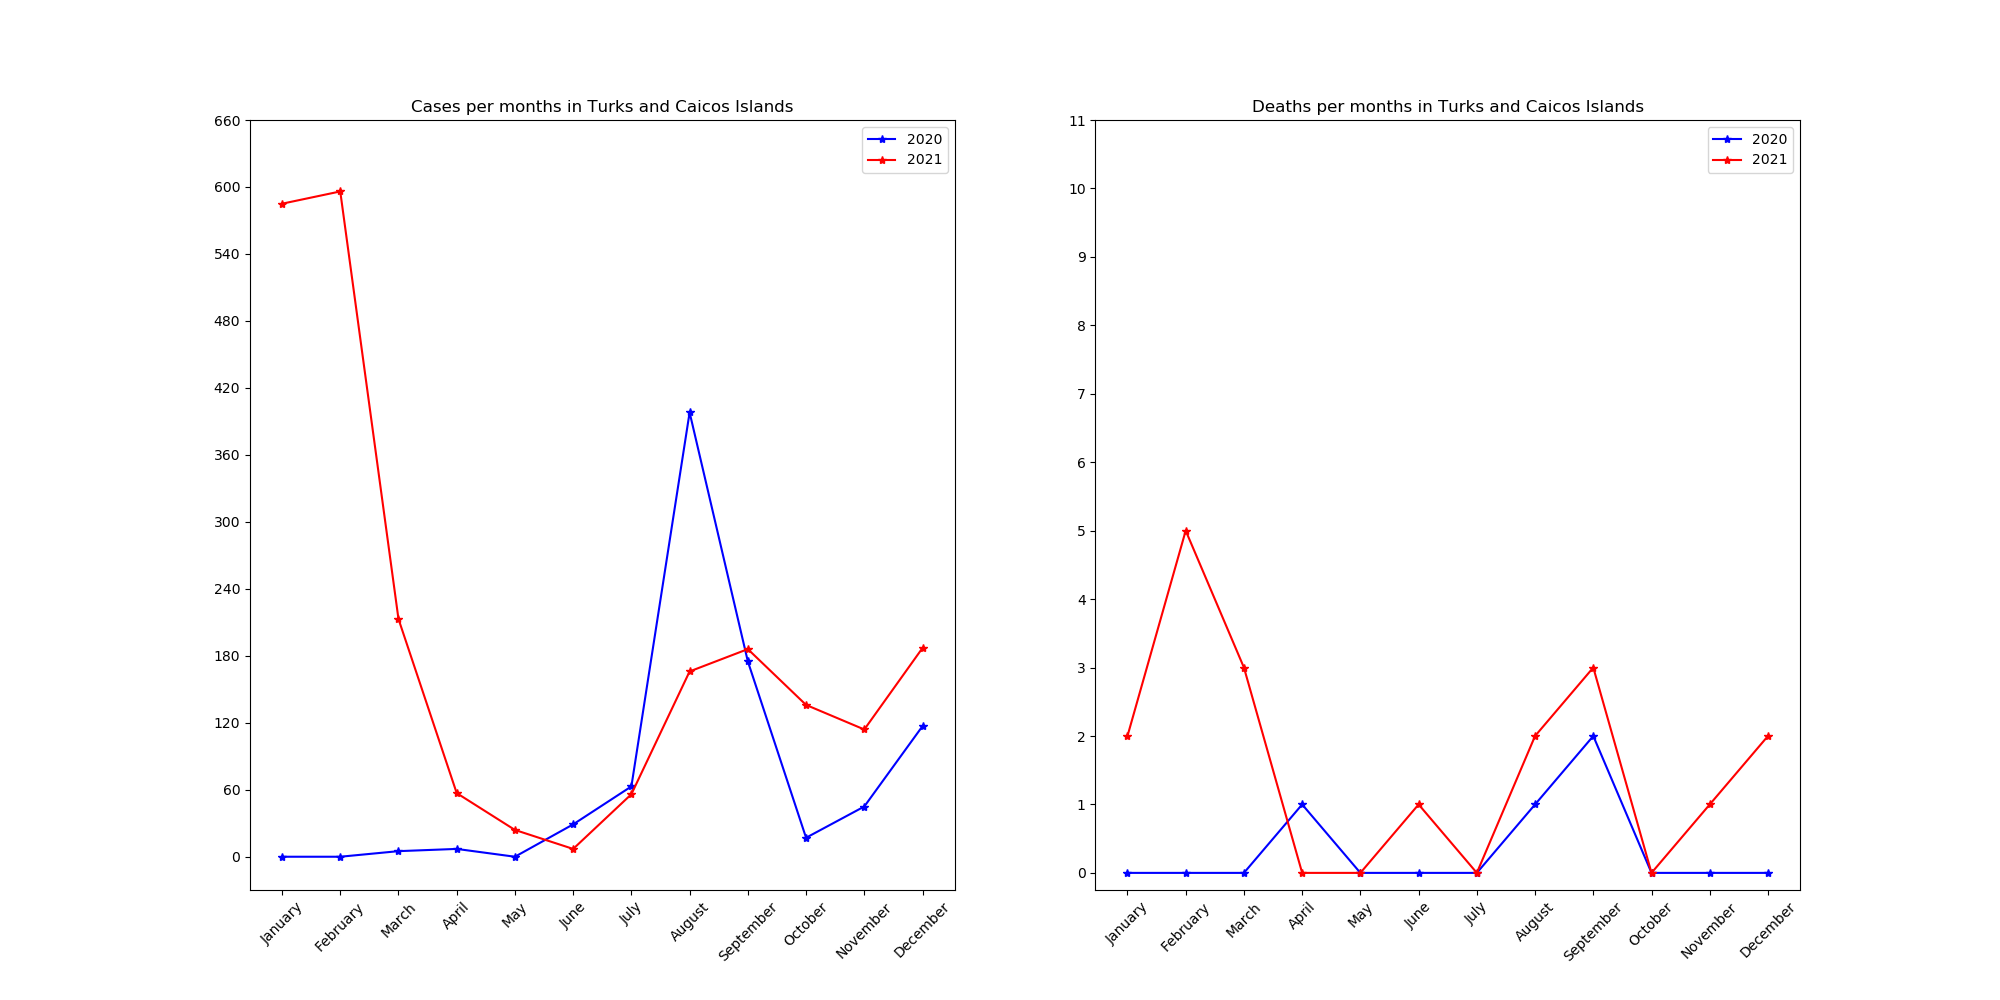 Cases per months in Turks and Caicos Islands
660
600
540
480
420
360
300
240
180
120
60
0
2020
2021
January
February
March
April
May
June
July
August
September
October
November
December
Deaths per months in Turks and Caicos Islands
11
10
9
8
7
6
5
4
3
2
1
0
2020
2021
January
February
March
April
May
June
July
August
September
October
November
December